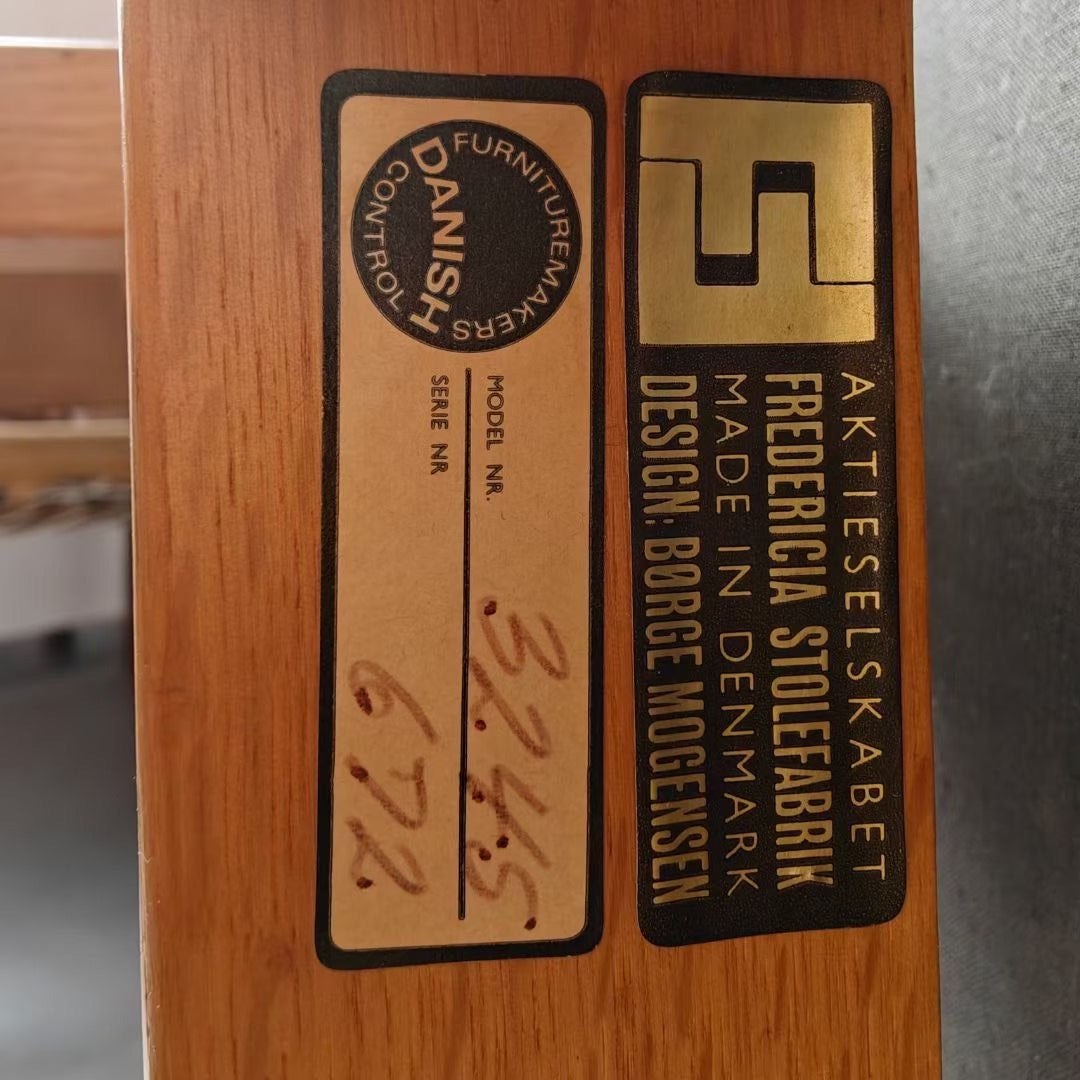 AKTIESELSKABET
FREDERICIA STOLEFABRIK
MADE IN DENMARK
DESIGN: BØRGE MOGENSEN
FURNITUREMAKERS
DANISH
CONTROL
MODEL NR. 3245
SERIE NR 672